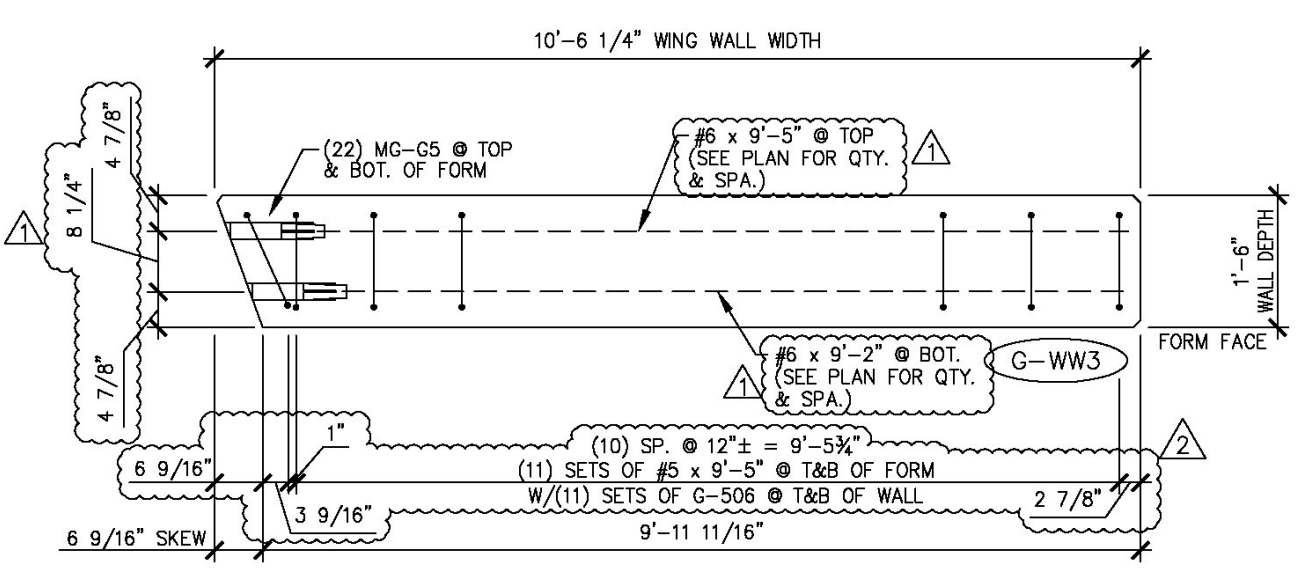 10'-6 1/4" WING WALL WIDTH
4 7/8"
8 1/4"
4 7/8"
1
(22) MG-G5 @ TOP
& BOT. OF FORM
#6 x 9'-5" @ TOP
(SEE PLAN FOR QTY.
& SPA.)
1
1'-6"
WALL DEPTH
FORM FACE
#6 x 9'-2" @ BOT.
(SEE PLAN FOR QTY.
& SPA.)
1
G-WW3
1"
(10) SP. @ 12"± = 9'-5¾"
2
6 9/16"
(11) SETS OF #5 x 9'-5" @ T&B OF FORM
W/(11) SETS OF G-506 @ T&B OF WALL
2 7/8"
3 9/16"
6 9/16" SKEW
9'-11 11/16"